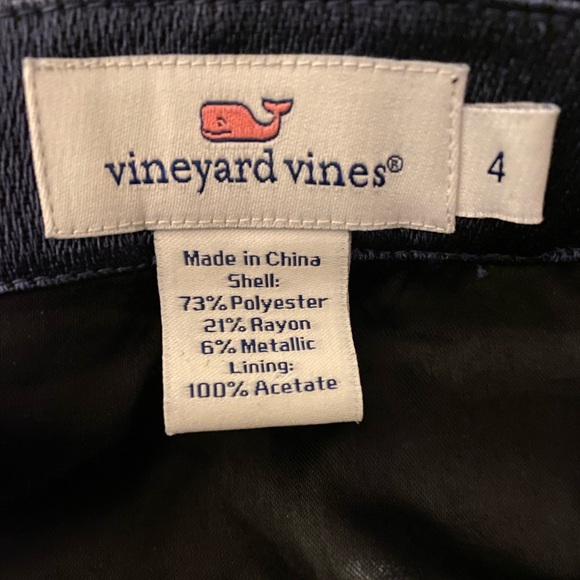 vineyard vines®
4
Made in China
Shell:
73% Polyester
21% Rayon
6% Metallic
Lining:
100% Acetate